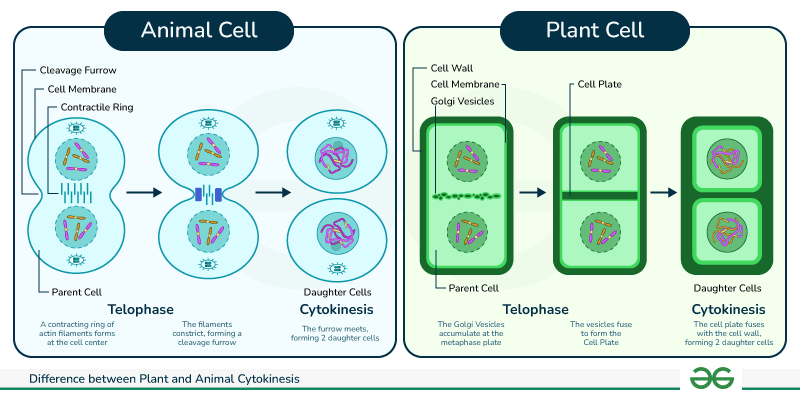 Animal Cell
Cleavage Furrow
Cell Membrane
Contractile Ring
Parent Cell
Daughter Cells
Telophase
Cytokinesis
A contracting ring of
actin filaments forms
at the cell center
The filaments
constrict, forming a
cleavage furrow
The furrow meets,
forming 2 daughter cells
Plant Cell
Cell Wall
Cell Membrane
Golgi Vesicles
Cell Plate
Parent Cell
Daughter Cells
Telophase
Cytokinesis
The Golgi Vesicles
accumulate at the
metaphase plate
The vesicles fuse
to form the
Cell Plate
The cell plate fuses
with the cell wall,
forming 2 daughter cells
Difference between Plant and Animal Cytokinesis